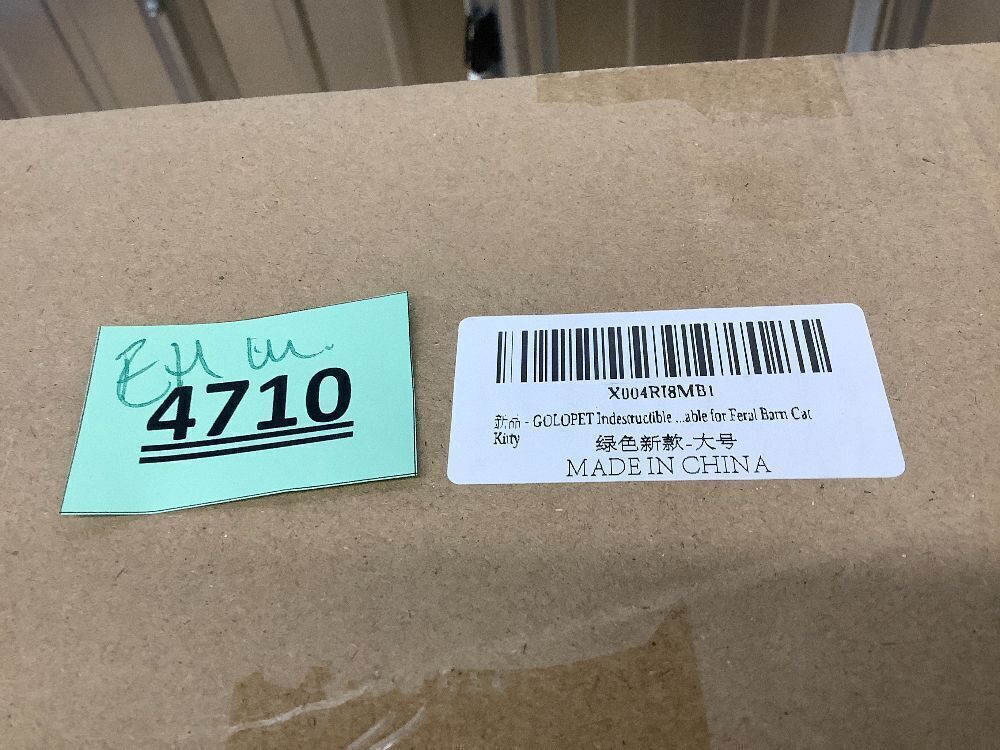 4710
X004RI8MB1
新品 - GOLOPET Indestructible ...able for Feral Barn Cat
Kitty
绿色新款-大号
MADE IN CHINA